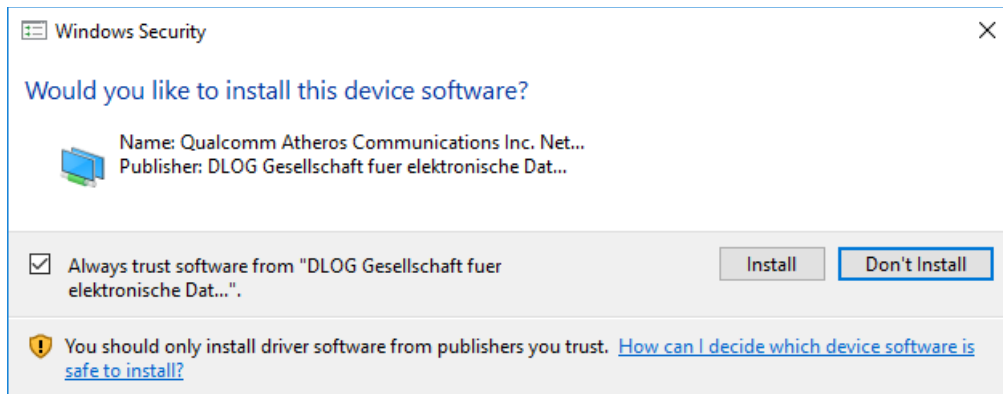 Windows Security
Would you like to install this device software?
Name: Qualcomm Atheros Communications Inc. Net...
Publisher: DLOG Gesellschaft fuer elektronische Dat...
Always trust software from "DLOG Gesellschaft fuer
elektronische Dat...".
Install
Don't Install
You should only install driver software from publishers you trust. How can I decide which device software is
safe to install?